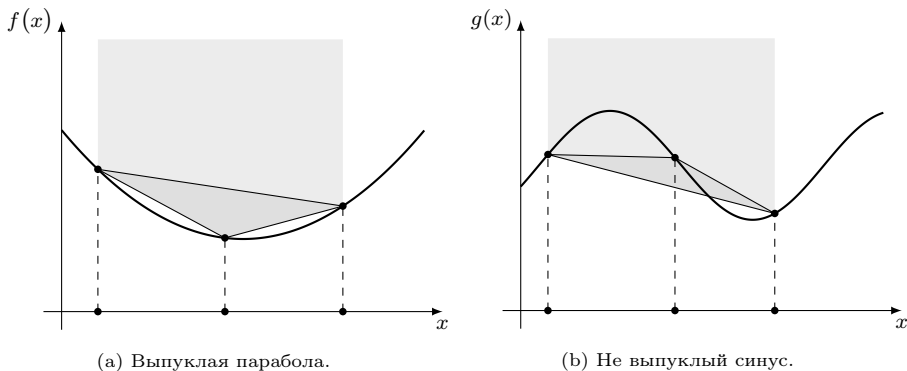 f(x)
g(x)
x
x
(a) Выпуклая парабола.
(b) Не выпуклый синус.